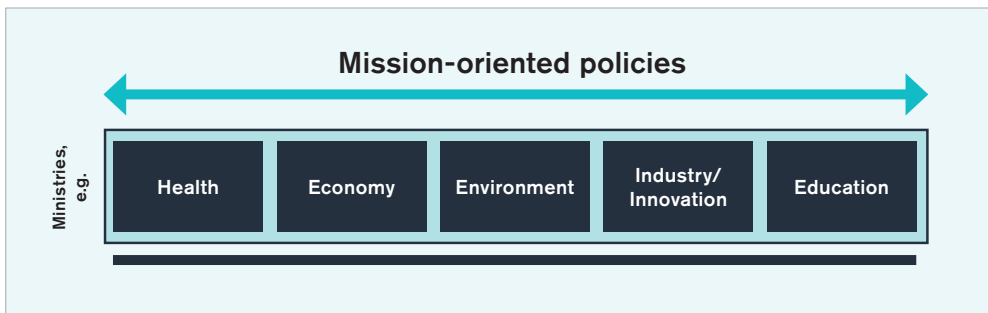 Mission-oriented policies
Ministries,
e.g.
Health
Economy
Environment
Industry/
Innovation
Education